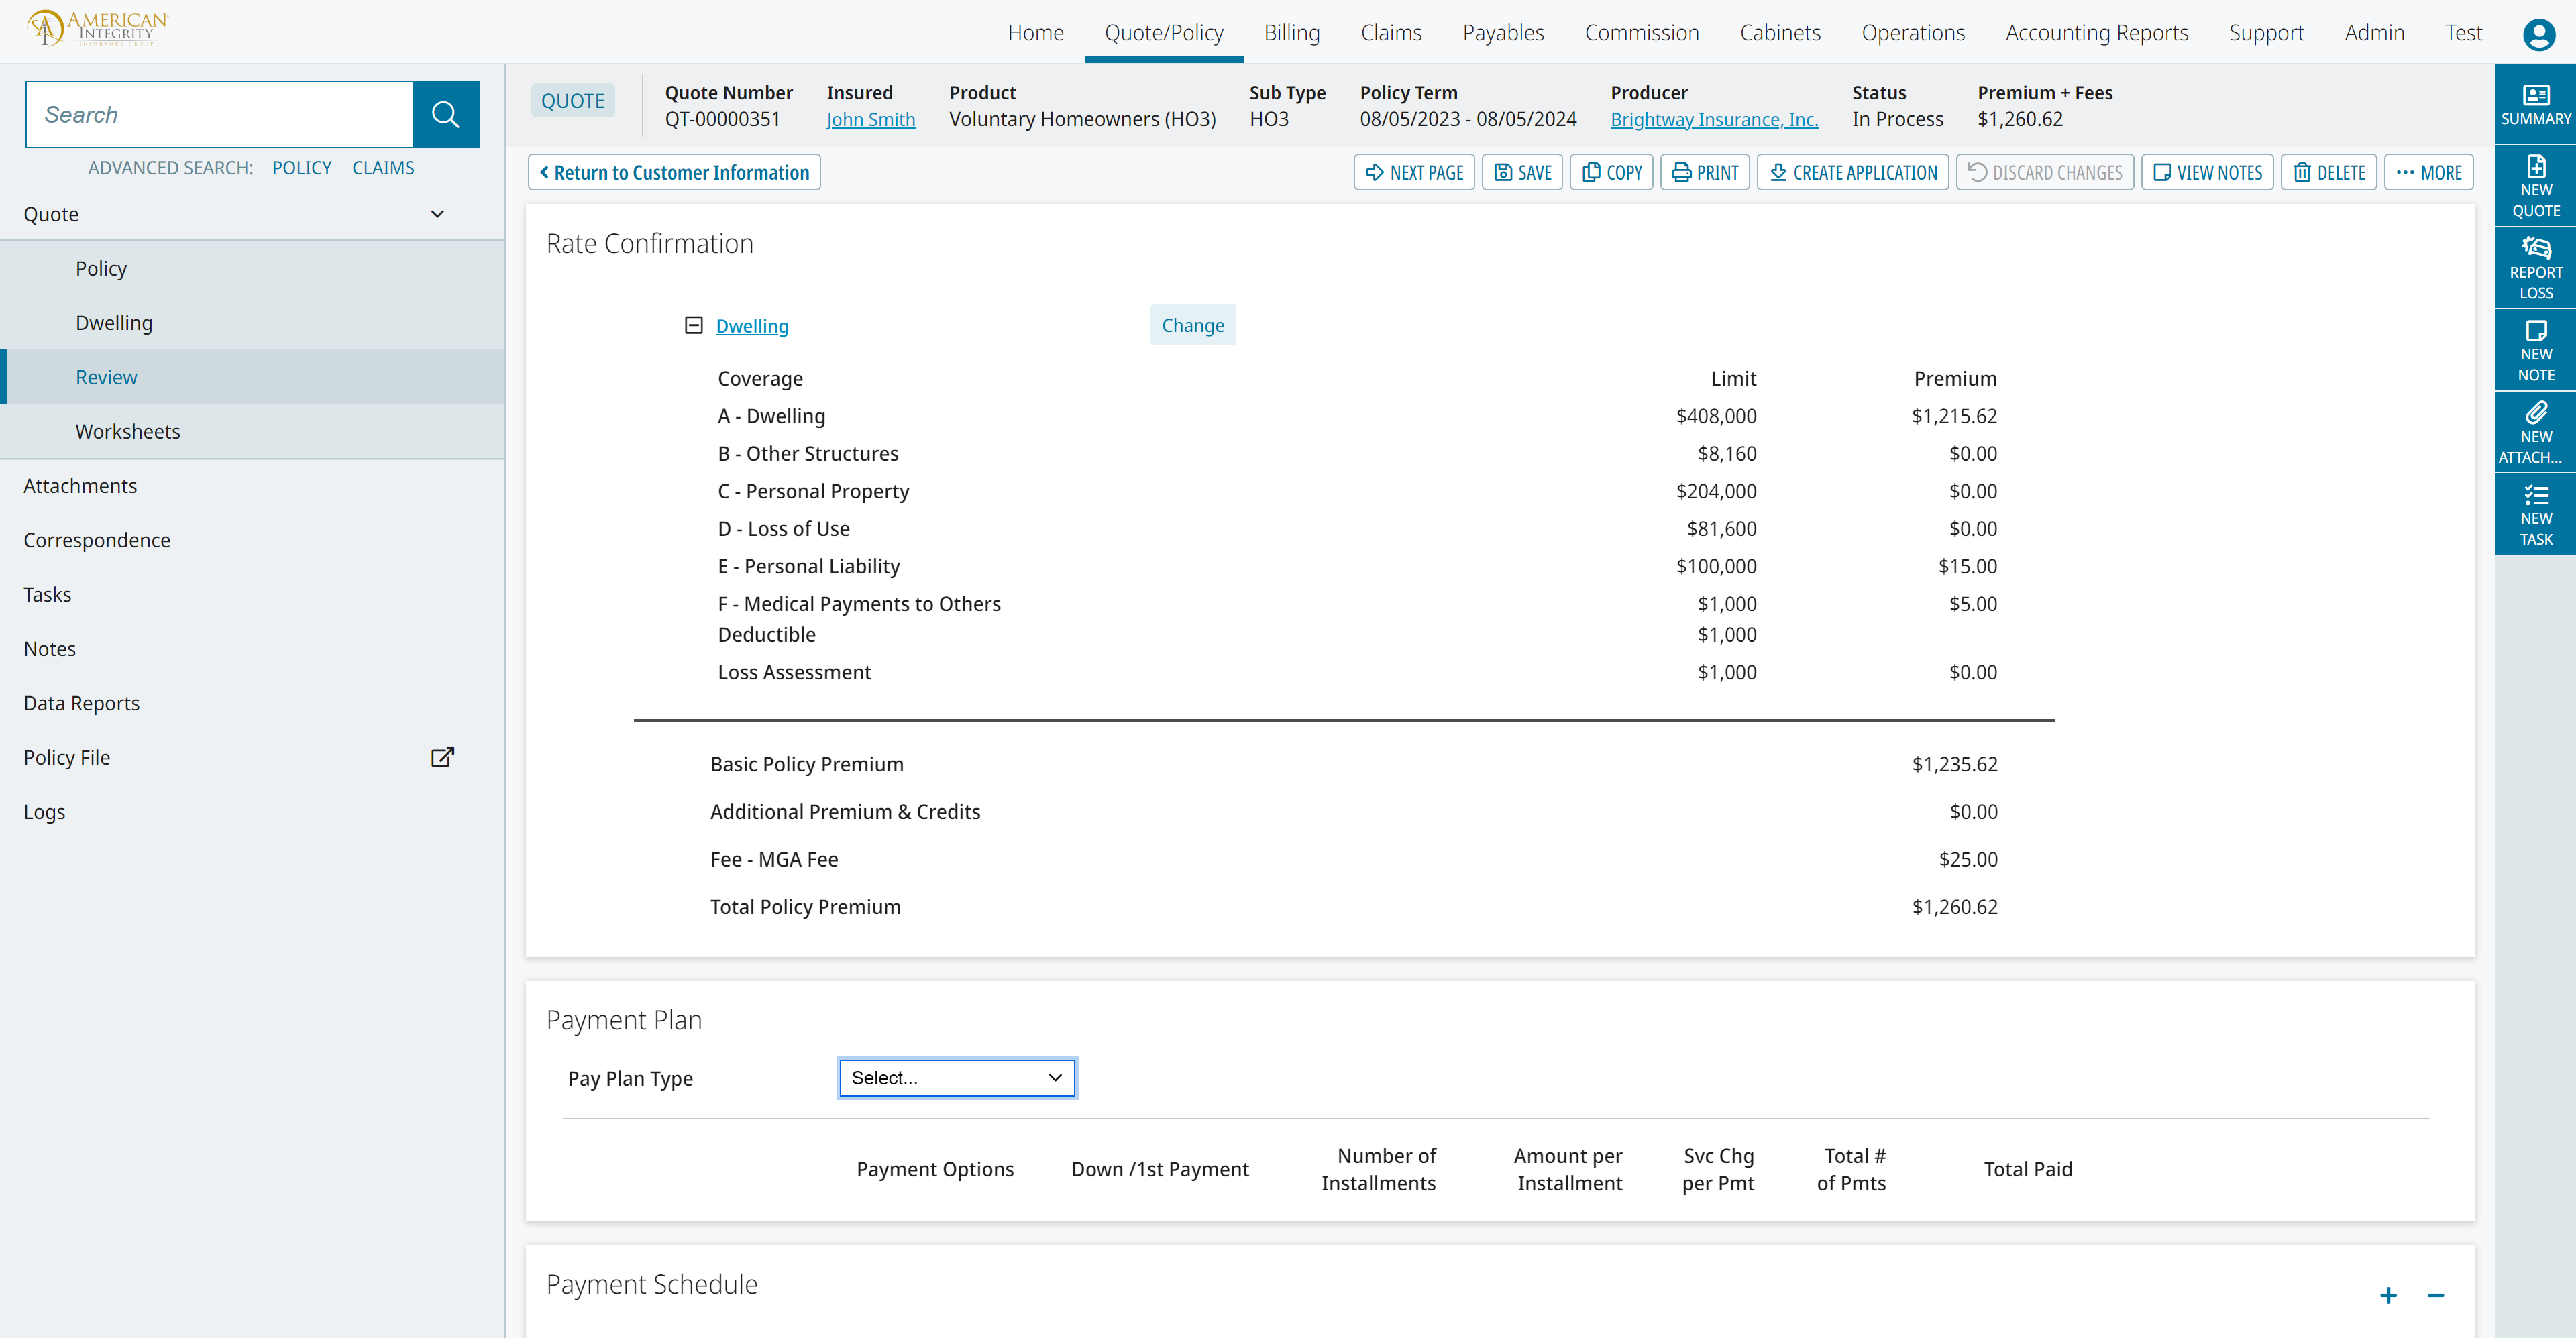 AMERICAN
INTEGRITY
INSURANCE GROUP
Home Quote/Policy Billing Claims Payables Commission Cabinets Operations Accounting Reports Support Admin Test
Search
ADVANCED SEARCH: POLICY CLAIMS
Quote
Policy
Dwelling
Review
Worksheets
Attachments
Correspondence
Tasks
Notes
Data Reports
Policy File
Logs
QUOTE
Quote Number Insured Product Sub Type Policy Term Producer Status Premium + Fees
QT-00000351 John Smith Voluntary Homeowners (HO3) HO3 08/05/2023 - 08/05/2024 Brightway Insurance, Inc. In Process $1,260.62
Return to Customer Information NEXT PAGE SAVE COPY PRINT CREATE APPLICATION DISCARD CHANGES VIEW NOTES DELETE MORE
Rate Confirmation
Dwelling Change
Coverage Limit Premium
A - Dwelling $408,000 $1,215.62
B - Other Structures $8,160 $0.00
C - Personal Property $204,000 $0.00
D - Loss of Use $81,600 $0.00
E - Personal Liability $100,000 $15.00
F - Medical Payments to Others $1,000 $5.00
Deductible $1,000
Loss Assessment $1,000 $0.00
Basic Policy Premium $1,235.62
Additional Premium & Credits $0.00
Fee - MGA Fee $25.00
Total Policy Premium $1,260.62
Payment Plan
Pay Plan Type Select...
Payment Options Down /1st Payment Number of Installments Amount per Installment Svc Chg per Pmt Total # of Pmts Total Paid
Payment Schedule
SUMMARY
NEW
QUOTE
REPORT
LOSS
NEW
NOTE
NEW
ATTACH...
NEW
TASK